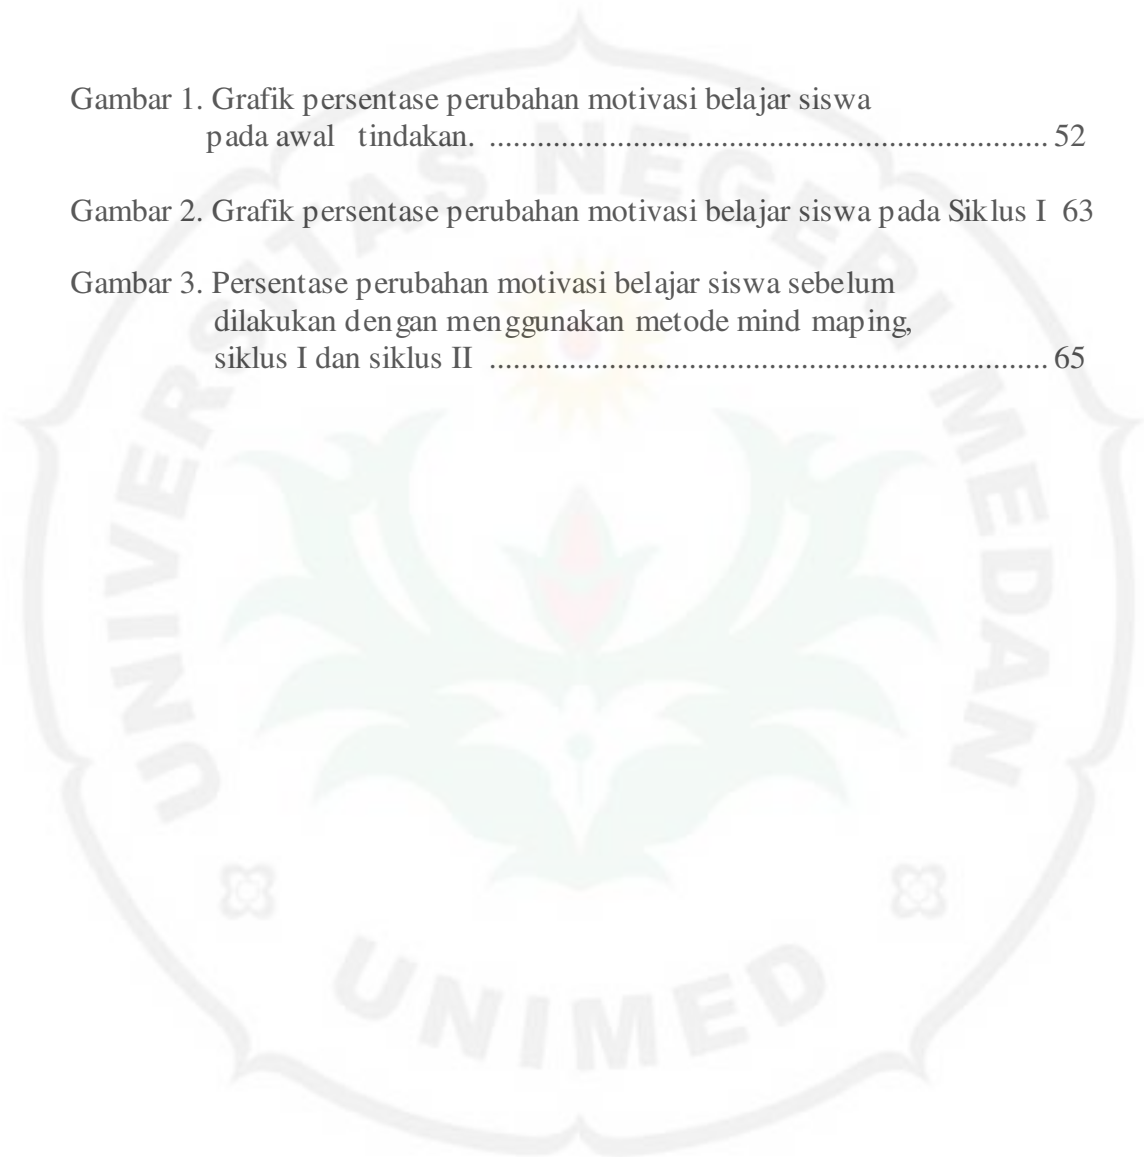 Gambar 1. Grafik persentase perubahan motivasi belajar siswa
pada awal tindakan. ...................................................................... 52
Gambar 2. Grafik persentase perubahan motivasi belajar siswa pada Siklus I 63
Gambar 3. Persentase perubahan motivasi belajar siswa sebelum
dilakukan dengan menggunakan metode mind maping,
siklus I dan siklus II ...................................................................... 65
UNIVERSITAS NEGERI MEDAN
UNIMED